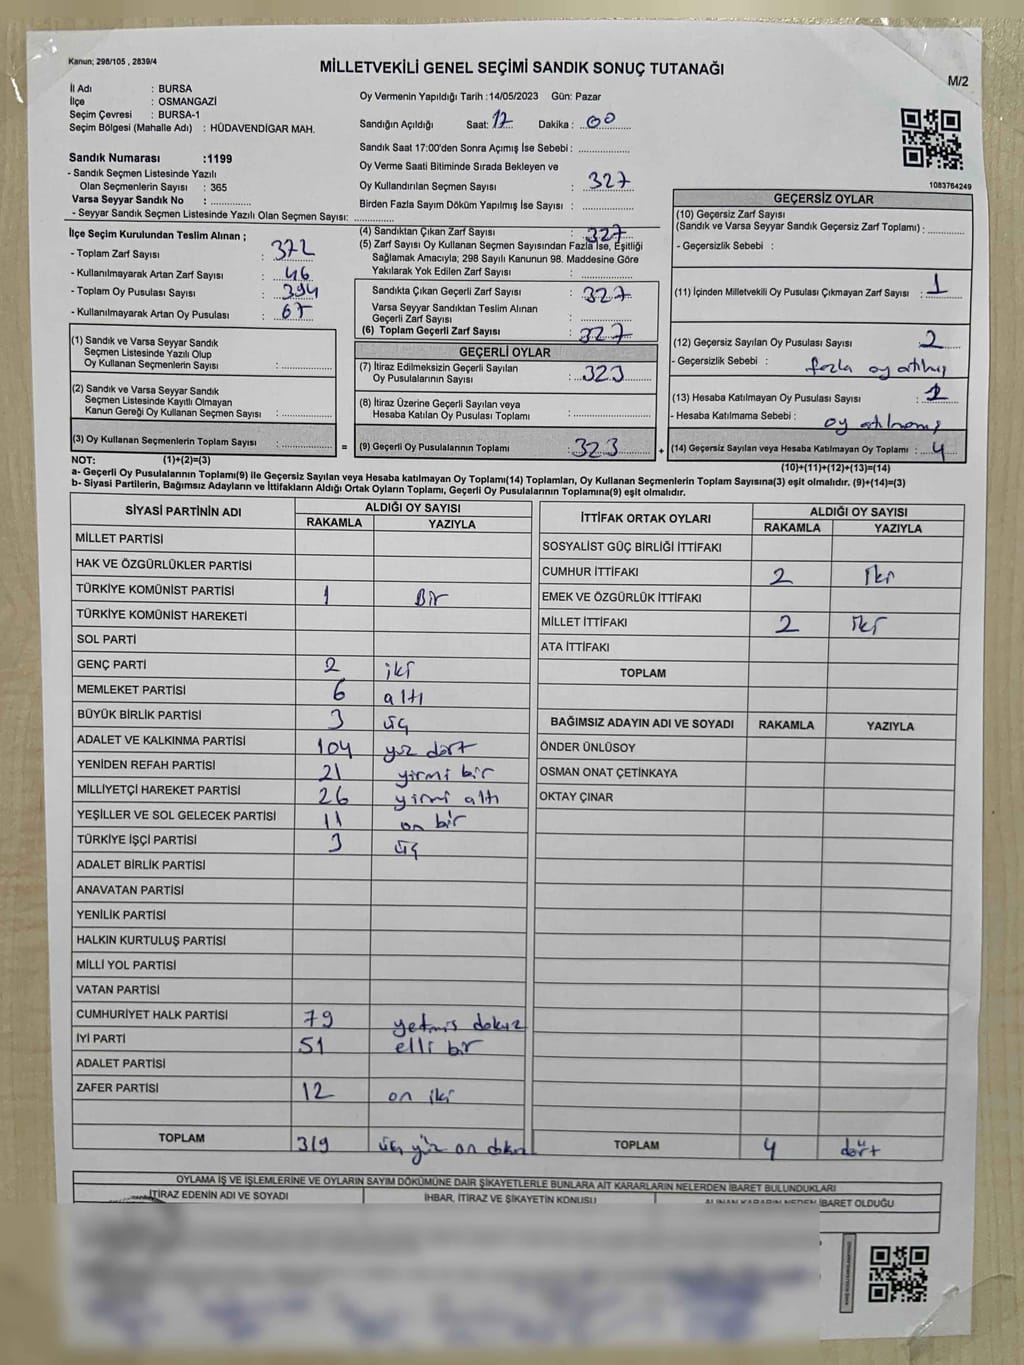 Kanun; 298/105 , 2839/4
MİLLETVEKİLİ GENEL SEÇİMİ SANDIK SONUÇ TUTANAĞI
M/2
İl Adı : BURSA
İlçe : OSMANGAZİ
Seçim Çevresi : BURSA-1
Seçim Bölgesi (Mahalle Adı) : HÜDAVENDİGAR MAH.
Sandık Numarası :1199
- Sandık Seçmen Listesinde Yazılı
Olan Seçmenlerin Sayısı : 365
Varsa Seyyar Sandık No : ..............
- Seyyar Sandık Seçmen Listesinde Yazılı Olan Seçmen Sayısı: ..............
Oy Vermenin Yapıldığı Tarih :14/05/2023 Gün: Pazar
Sandığın Açıldığı Saat: 17 Dakika : 00
Sandık Saat 17:00'den Sonra Açımış İse Sebebi : ..............
Oy Verme Saati Bitiminde Sırada Bekleyen ve
Oy Kullandırılan Seçmen Sayısı : 327
Birden Fazla Sayım Döküm Yapılmış İse Sayısı : ..............
1083764249
İlçe Seçim Kurulundan Teslim Alınan ;
- Toplam Zarf Sayısı : 372
- Kullanılmayarak Artan Zarf Sayısı : 46
- Toplam Oy Pusulası Sayısı : 394
- Kullanılmayarak Artan Oy Pusulası : 67
(4) Sandıktan Çıkan Zarf Sayısı : 327
(5) Zarf Sayısı Oy Kullanan Seçmen Sayısından Fazla İse, Eşitliği
Sağlamak Amacıyla; 298 Sayılı Kanunun 98. Maddesine Göre
Yakılarak Yok Edilen Zarf Sayısı : ..............
Sandıkta Çıkan Geçerli Zarf Sayısı : 327
Varsa Seyyar Sandıktan Teslim Alınan
Geçerli Zarf Sayısı : ..............
(6) Toplam Geçerli Zarf Sayısı : 327
GEÇERSİZ OYLAR
(10) Geçersiz Zarf Sayısı
(Sandık ve Varsa Seyyar Sandık Geçersiz Zarf Toplamı) : ..............
- Geçersizlik Sebebi :
(11) İçinden Milletvekili Oy Pusulası Çıkmayan Zarf Sayısı : 1
(12) Geçersiz Sayılan Oy Pusulası Sayısı : 2
- Geçersizlik Sebebi : fazla oy atılmış
(13) Hesaba Katılmayan Oy Pusulası Sayısı : 1
- Hesaba Katılmama Sebebi : oy atılmamış
(14) Geçersiz Sayılan veya Hesaba Katılmayan Oy Toplamı : 4
(10)+(11)+(12)+(13)=(14)
(1) Sandık ve Varsa Seyyar Sandık
Seçmen Listesinde Yazılı Olup
Oy Kullanan Seçmenlerin Sayısı : ..............
(2) Sandık ve Varsa Seyyar Sandık
Seçmen Listesinde Kayıtlı Olmayan
Kanun Gereği Oy Kullanan Seçmen Sayısı : ..............
(3) Oy Kullanan Seçmenlerin Toplam Sayısı : .............. =
GEÇERLİ OYLAR
(7) İtiraz Edilmeksizin Geçerli Sayılan
Oy Pusulalarının Sayısı : 323
(8) İtiraz Üzerine Geçerli Sayılan veya
Hesaba Katılan Oy Pusulası Toplamı : ..............
(9) Geçerli Oy Pusulalarının Toplamı : 323 +
NOT: (1)+(2)=(3)
a- Geçerli Oy Pusulalarının Toplamı(9) ile Geçersiz Sayılan veya Hesaba Katılmayan Oy Toplamı(14) Toplamları, Oy Kullanan Seçmenlerin Toplam Sayısına(3) eşit olmalıdır. (9)+(14)=(3)
b- Siyasi Partilerin, Bağımsız Adayların ve İttifakların Aldığı Ortak Oyların Toplamı, Geçerli Oy Pusulalarının Toplamına(9) eşit olmalıdır.
SİYASİ PARTİNİN ADI ALDIĞI OY SAYISI
RAKAMLA YAZIYLA
MİLLET PARTİSİ
HAK VE ÖZGÜRLÜKLER PARTİSİ
TÜRKİYE KOMÜNİST PARTİSİ 1 Bir
TÜRKİYE KOMÜNİST HAREKETİ
SOL PARTİ
GENÇ PARTİ 2 iki
MEMLEKET PARTİSİ 6 altı
BÜYÜK BİRLİK PARTİSİ 3 üç
ADALET VE KALKINMA PARTİSİ 104 yüz dört
YENİDEN REFAH PARTİSİ 21 yirmi bir
MİLLİYETÇİ HAREKET PARTİSİ 26 yirmi altı
YEŞİLLER VE SOL GELECEK PARTİSİ 11 on bir
TÜRKİYE İŞÇİ PARTİSİ 3 üç
ADALET BİRLİK PARTİSİ
ANAVATAN PARTİSİ
YENİLİK PARTİSİ
HALKIN KURTULUŞ PARTİSİ
MİLLİ YOL PARTİSİ
VATAN PARTİSİ
CUMHURİYET HALK PARTİSİ 79 yetmiş dokuz
İYİ PARTİ 51 elli bir
ADALET PARTİSİ
ZAFER PARTİSİ 12 on iki
TOPLAM 319 üç yüz on dokuz
İTTİFAK ORTAK OYLARI ALDIĞI OY SAYISI
RAKAMLA YAZIYLA
SOSYALİST GÜÇ BİRLİĞİ İTTİFAKI
CUMHUR İTTİFAKI 2 İki
EMEK VE ÖZGÜRLÜK İTTİFAKI
MİLLET İTTİFAKI 2 iki
ATA İTTİFAKI
TOPLAM
BAĞIMSIZ ADAYIN ADI VE SOYADI RAKAMLA YAZIYLA
ÖNDER ÜNLÜSOY
OSMAN ONAT ÇETİNKAYA
OKTAY ÇINAR
TOPLAM 4 dört
OYLAMA İŞ VE İŞLEMLERİNE VE OYLARIN SAYIM DÖKÜMÜNE DAİR ŞİKAYETLERLE BUNLARA AİT KARARLARIN NELERDEN İBARET BULUNDUKLARI
İTİRAZ EDENİN ADI VE SOYADI İHBAR, İTİRAZ VE ŞİKAYETİN KONUSU ALINAN KARARIN NEDEN İBARET OLDUĞU